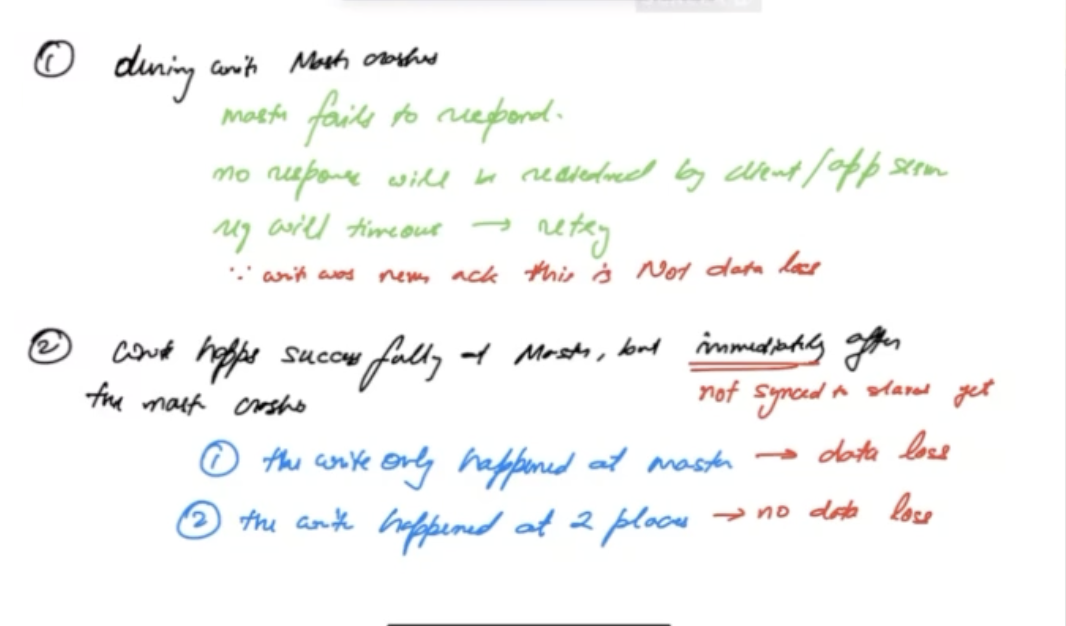 ① during write Master crashes
master fails to respond.
no response will be received by client/app server
req will timeout → retry
∵ write was never ack this is Not data loss
② write happs successfully at Master, but immediately after
the master crashes
not synced to slaves yet
① the write only happened at master → data loss
② the write happened at 2 places → no data loss